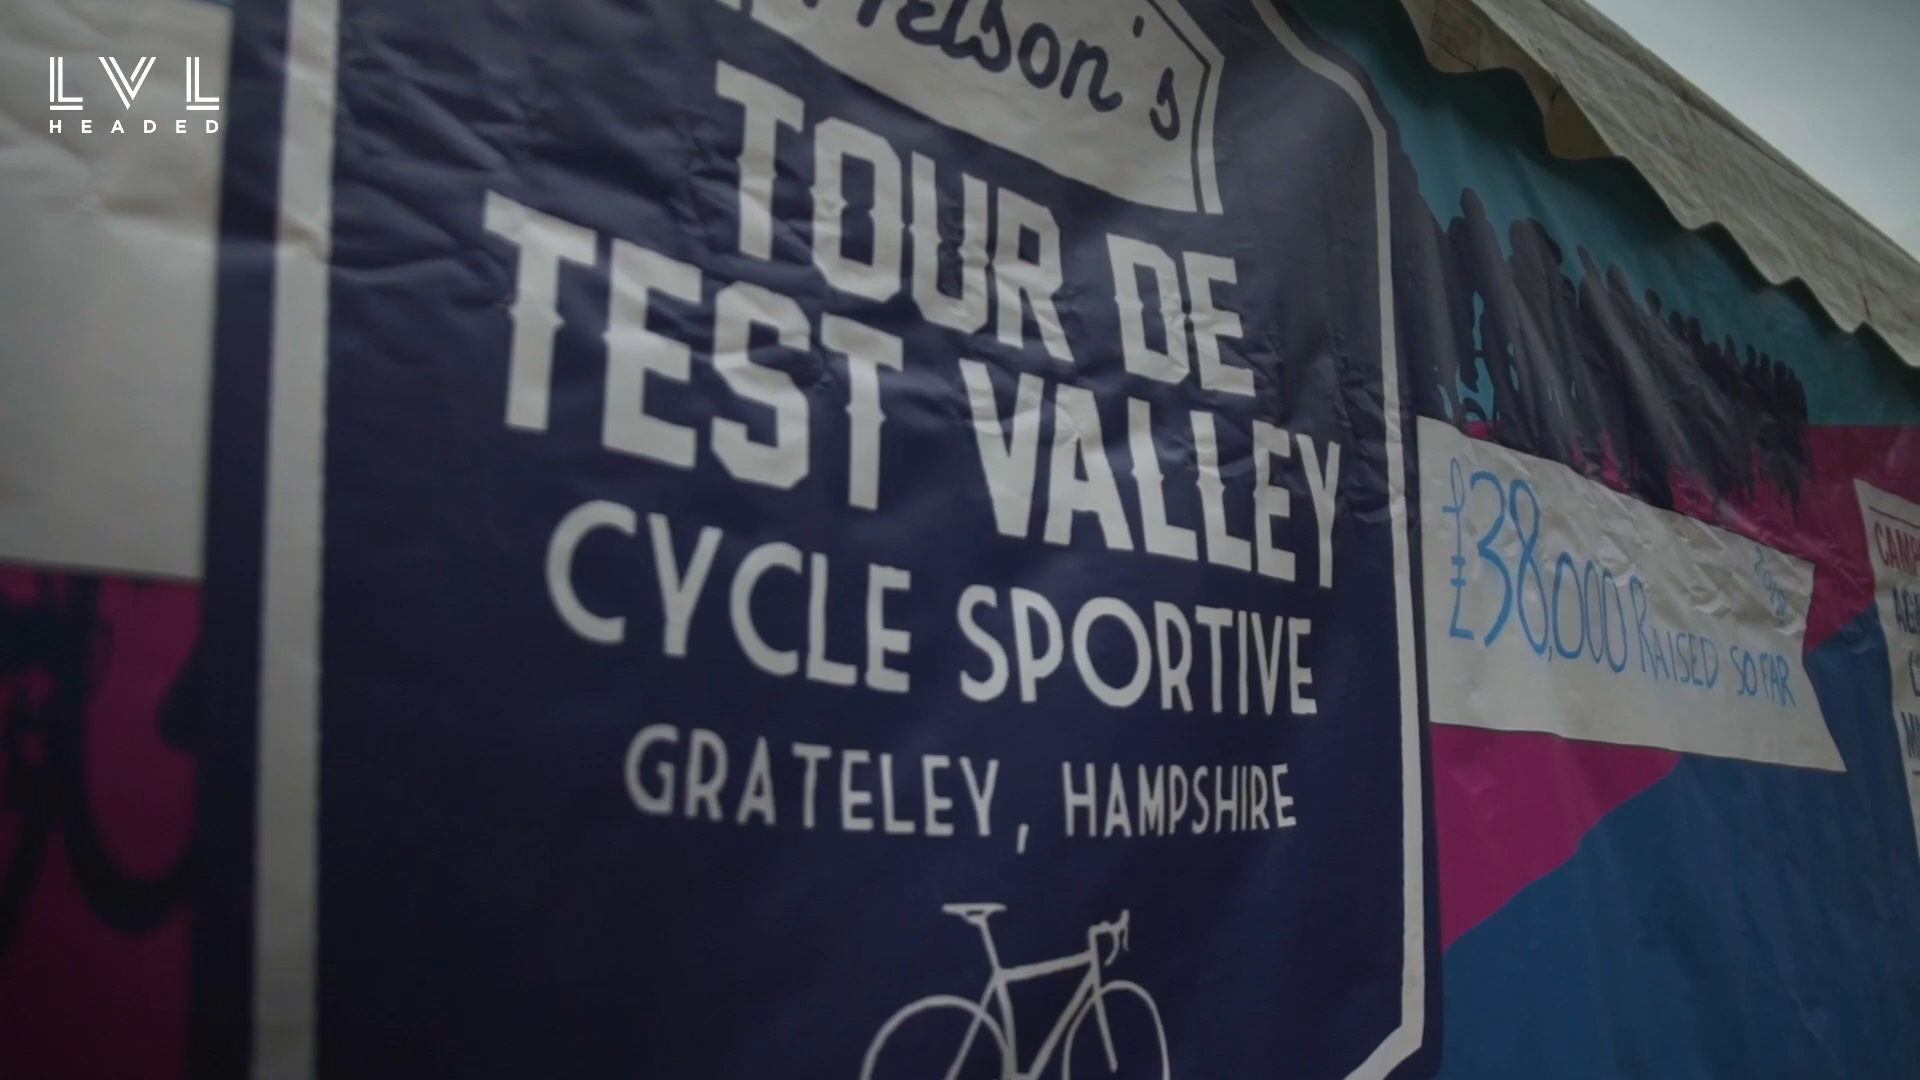 LVL
HEADED
TOUR DE
TEST VALLEY
CYCLE SPORTIVE
GRATELEY, HAMPSHIRE
£38,000 RAISED SO FAR